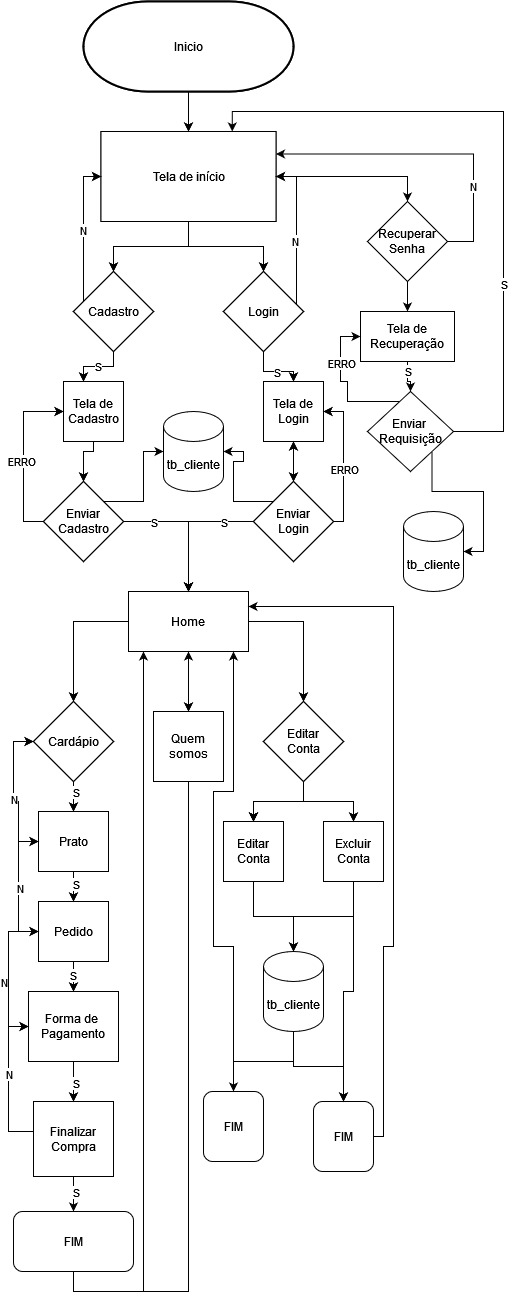 Inicio
Tela de início
N
N
N
Recuperar
Senha
S
Cadastro
Login
Tela de
Recuperação
ERRO
S
S
S
Tela de
Cadastro
Tela de
Login
Enviar
Requisição
tb_cliente
ERRO
ERRO
Enviar
Cadastro
S
S
Enviar
Login
tb_cliente
Home
Cardápio
Quem
somos
Editar
Conta
S
N
Prato
Editar
Conta
Excluir
Conta
S
N
Pedido
S
N
tb_cliente
Forma de
Pagamento
S
N
Finalizar
Compra
FIM
FIM
S
FIM